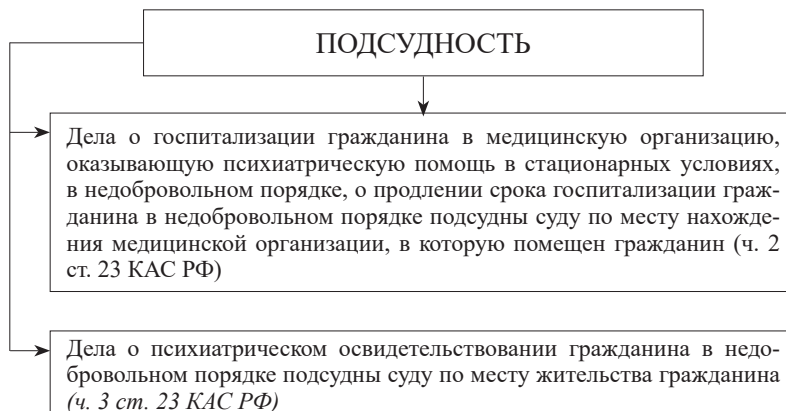 ПОДСУДНОСТЬ
Дела о госпитализации гражданина в медицинскую организацию,
оказывающую психиатрическую помощь в стационарных условиях,
в недобровольном порядке, о продлении срока госпитализации граж-
данина в недобровольном порядке подсудны суду по месту нахожде-
ния медицинской организации, в которую помещен гражданин (ч. 2
ст. 23 КАС РФ)
Дела о психиатрическом освидетельствовании гражданина в недо-
бровольном порядке подсудны суду по месту жительства гражданина
(ч. 3 ст. 23 КАС РФ)